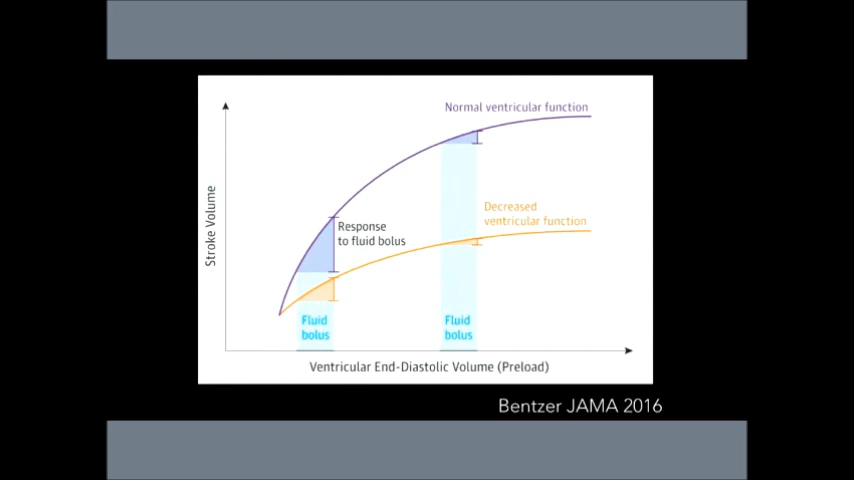 Normal ventricular function
Decreased
ventricular function
Response
to fluid bolus
Stroke Volume
Fluid
bolus
Fluid
bolus
Ventricular End-Diastolic Volume (Preload)
Bentzer JAMA 2016